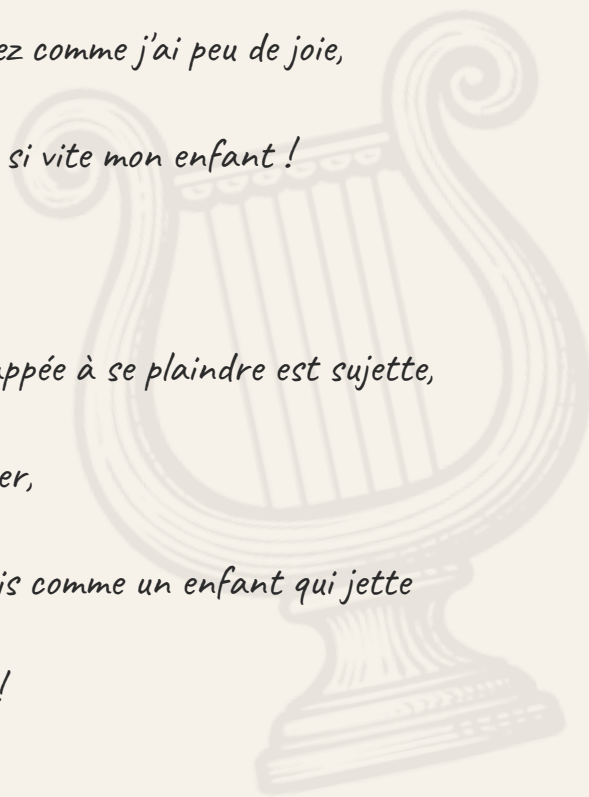 ez comme j'ai peu de joie,
si vite mon enfant !
appée à se plaindre est sujette,
er,
is comme un enfant qui jette
!